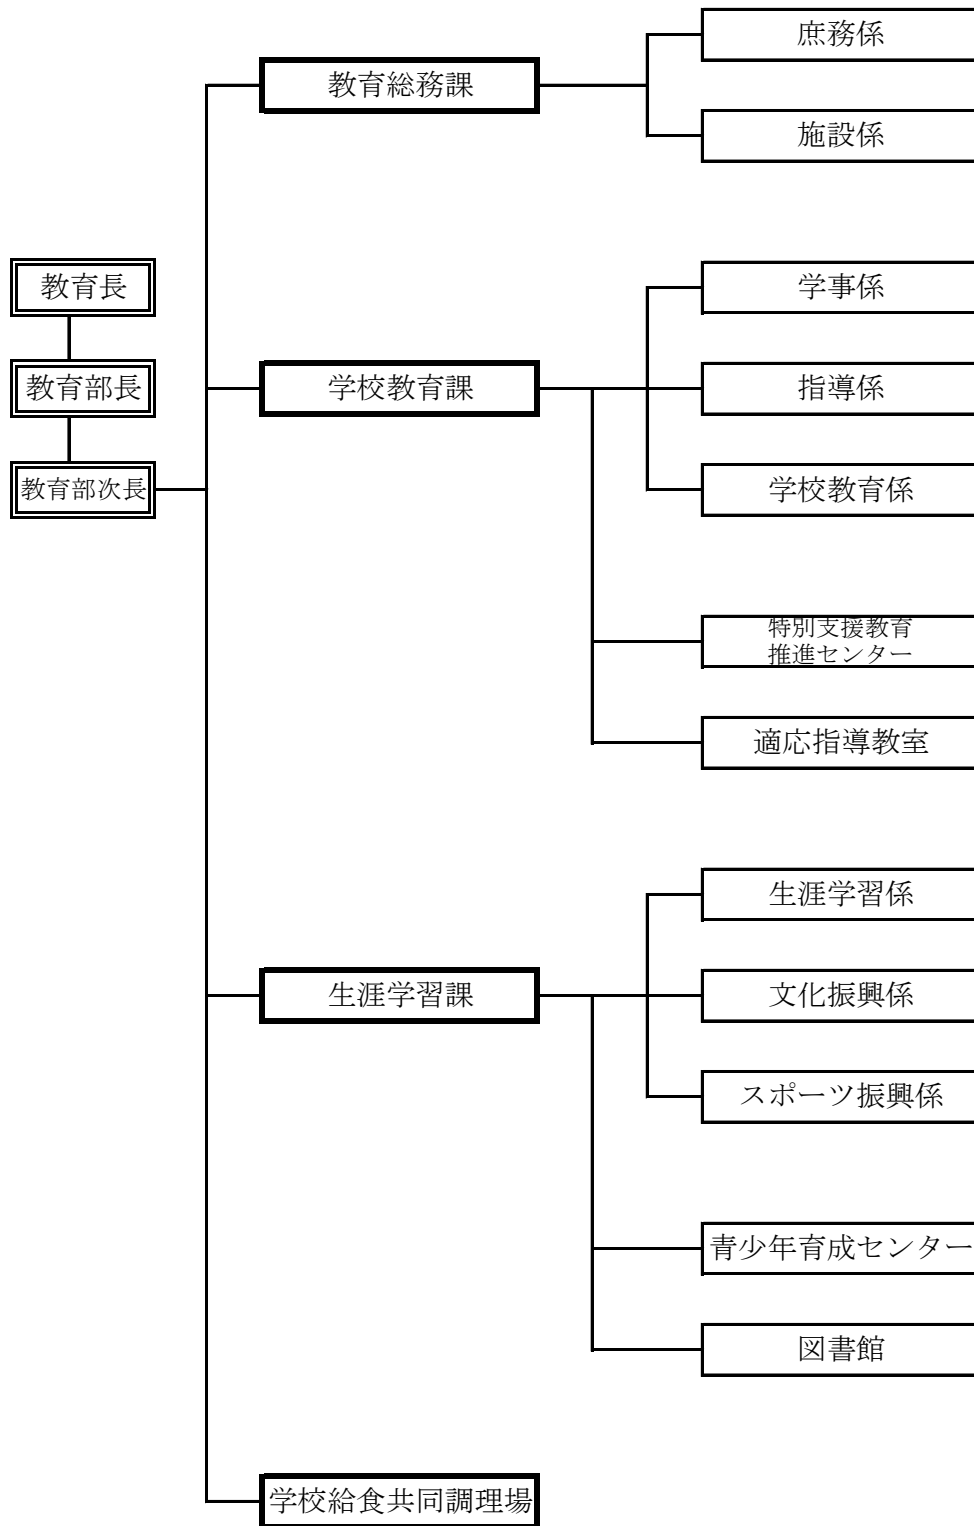 教育長
教育部長
教育部次長
教育総務課
庶務係
施設係
学校教育課
学事係
指導係
学校教育係
特別支援教育
推進センター
適応指導教室
生涯学習課
生涯学習係
文化振興係
スポーツ振興係
青少年育成センター
図書館
学校給食共同調理場